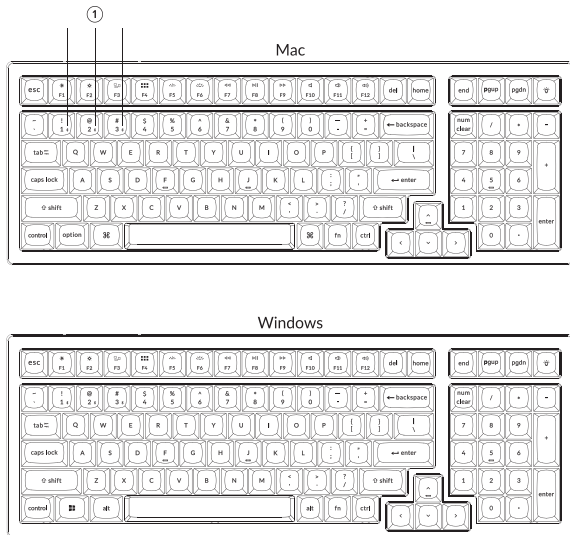 ①
Mac
esc F1 F2 F3 F4 F5 F6 F7 F8 F9 F10 F11 F12 del home end pgup pgdn
~ ! 1 @ 2 # 3 $ 4 % 5 ^ 6 & 7 * 8 ( 9 ) 0 — - + = ← backspace num clear / * -
tab Q W E R T Y U I O P { [ } ] | \ 7 8 9 +
caps lock A S D F G H J K L : ; " ' ↵ enter 4 5 6
⇧ shift Z X C V B N M < , > . ? / ⇧ shift ^ 1 2 3 enter
control option ⌘ ⌘ fn ctrl < ⌄ > 0 .
Windows
esc F1 F2 F3 F4 F5 F6 F7 F8 F9 F10 F11 F12 del home end pgup pgdn
~ ! 1 @ 2 # 3 $ 4 % 5 ^ 6 & 7 * 8 ( 9 ) 0 — - + = ← backspace num clear / * -
tab Q W E R T Y U I O P { [ } ] | \ 7 8 9 +
caps lock A S D F G H J K L : ; " ' ↵ enter 4 5 6
⇧ shift Z X C V B N M < , > . ? / ⇧ shift ^ 1 2 3 enter
control alt alt fn ctrl < ⌄ > 0 .